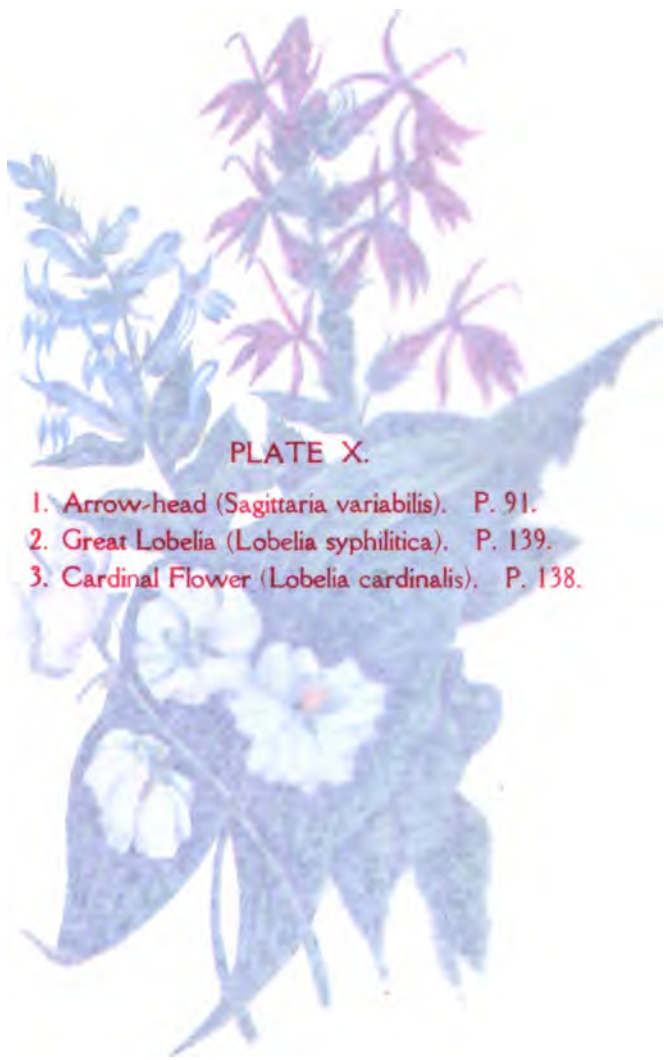 PLATE X.
1. Arrow-head (Sagittaria variabilis). P. 91.
2. Great Lobelia (Lobelia syphilitica). P. 139.
3. Cardinal Flower (Lobelia cardinalis). P. 138.